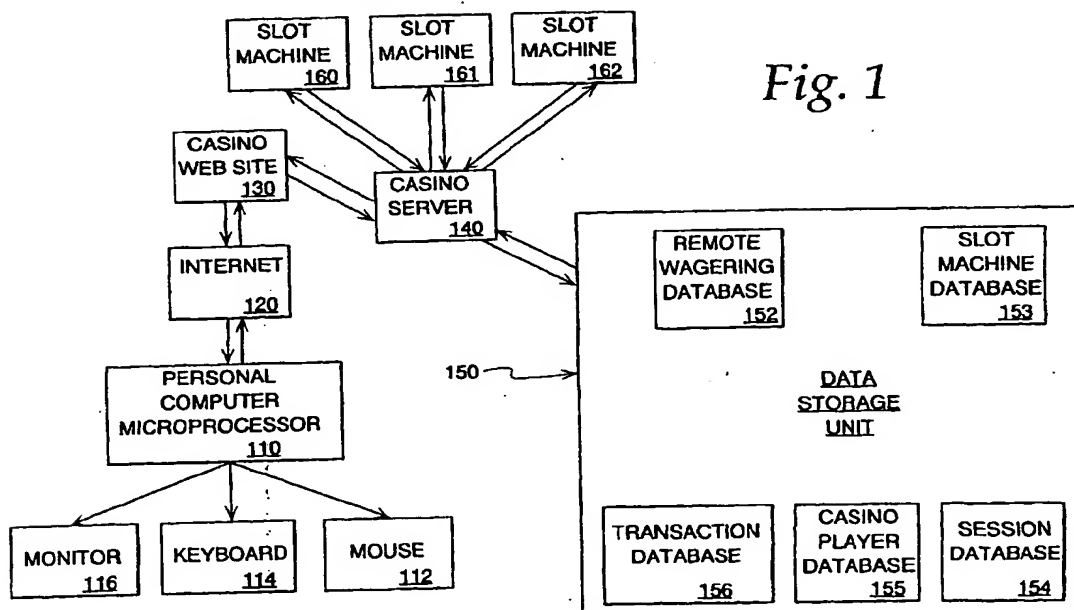 SLOT
MACHINE
160
SLOT
MACHINE
161
SLOT
MACHINE
162
Fig. 1
CASINO
WEB SITE
130
CASINO
SERVER
140
INTERNET
120
PERSONAL
COMPUTER
MICROPROCESSOR
110
MONITOR
116
KEYBOARD
114
MOUSE
112
150
REMOTE
WAGERING
DATABASE
152
SLOT
MACHINE
DATABASE
153
DATA
STORAGE
UNIT
TRANSACTION
DATABASE
156
CASINO
PLAYER
DATABASE
155
SESSION
DATABASE
154